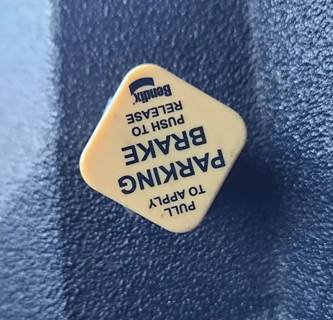 PULL
TO APPLY
PARKING
BRAKE
PUSH TO
RELEASE
Bendix